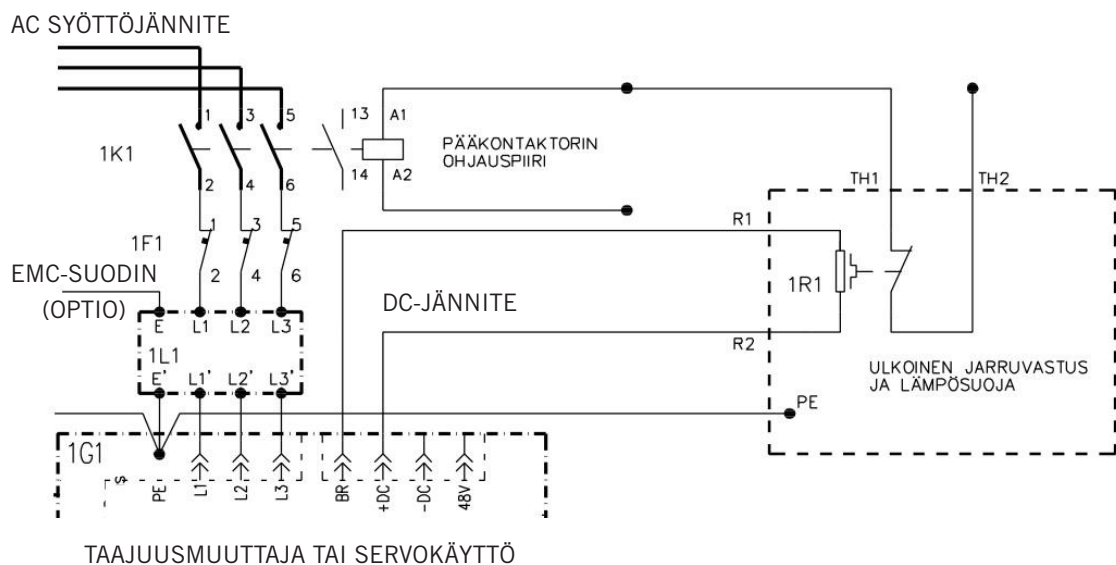 AC SYÖTTÖJÄNNITE
1 3 5 13 A1
1K1
PÄÄKONTAKTORIN
OHJAUSPIIRI
2 4 6 14 A2
TH1 TH2
R1
1 3 5
1F1
2 4 6
EMC-SUODIN
(OPTIO)
DC-JÄNNITE
1R1
E L1 L2 L3
R2
1L1
ULKOINEN JARRUVASTUS
JA LÄMPÖSUOJA
E' L1' L2' L3'
PE
1G1
PE L1 L2 L3 BR +DC -DC 48V
TAAJUUSMUUTTAJA TAI SERVOKÄYTTÖ